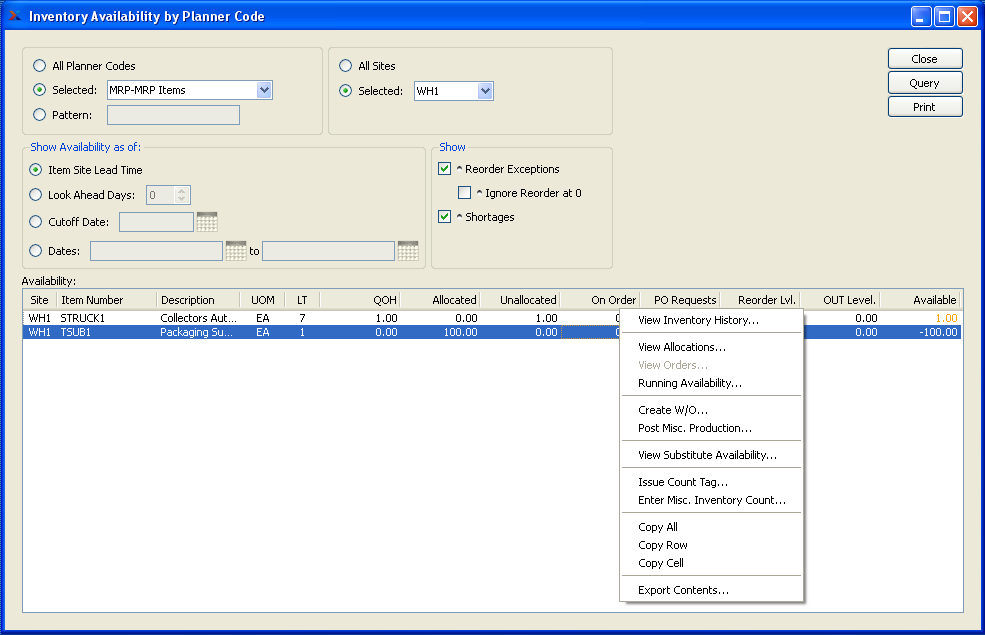 Inventory Availability by Planner Code
All Planner Codes
Selected: MRP-MRP Items
Pattern:
All Sites
Selected: WH1
Close
Query
Print
Show Availability as of:
Item Site Lead Time
Look Ahead Days: 0
Cutoff Date:
Dates: to
Show
^ Reorder Exceptions
^ Ignore Reorder at 0
^ Shortages
Availability:
Site Item Number Description UOM LT QOH Allocated Unallocated On Order PO Requests Reorder Lvl. OUT Level. Available
WH1 STRUCK1 Collectors Aut... EA 7 1.00 0.00 1.00 0.00 1.00
WH1 TSUB1 Packaging Su... EA 1 0.00 100.00 0.00 0.00 -100.00
View Inventory History...
View Allocations...
View Orders...
Running Availability...
Create W/O...
Post Misc. Production...
View Substitute Availability...
Issue Count Tag...
Enter Misc. Inventory Count...
Copy All
Copy Row
Copy Cell
Export Contents...